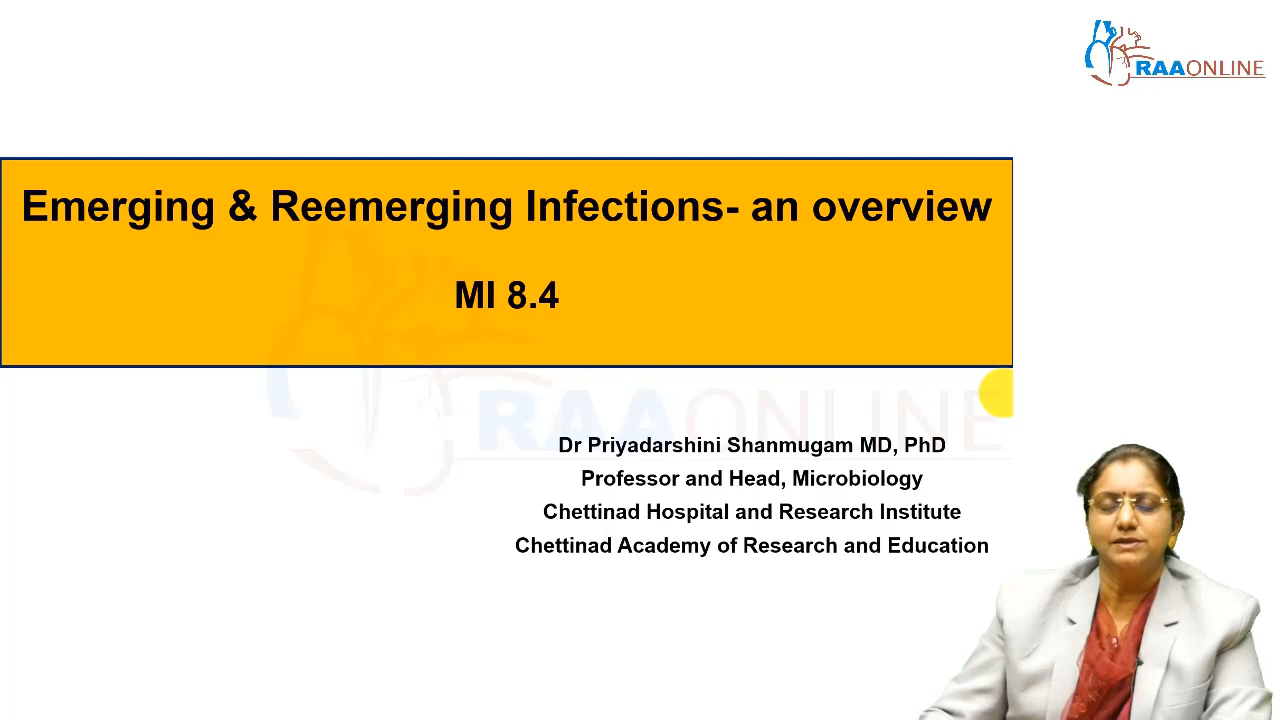 RAAONLINE
Emerging & Reemerging Infections- an overview
MI 8.4
RAAONLINE
Dr Priyadarshini Shanmugam MD, PhD
Professor and Head, Microbiology
Chettinad Hospital and Research Institute
Chettinad Academy of Research and Education